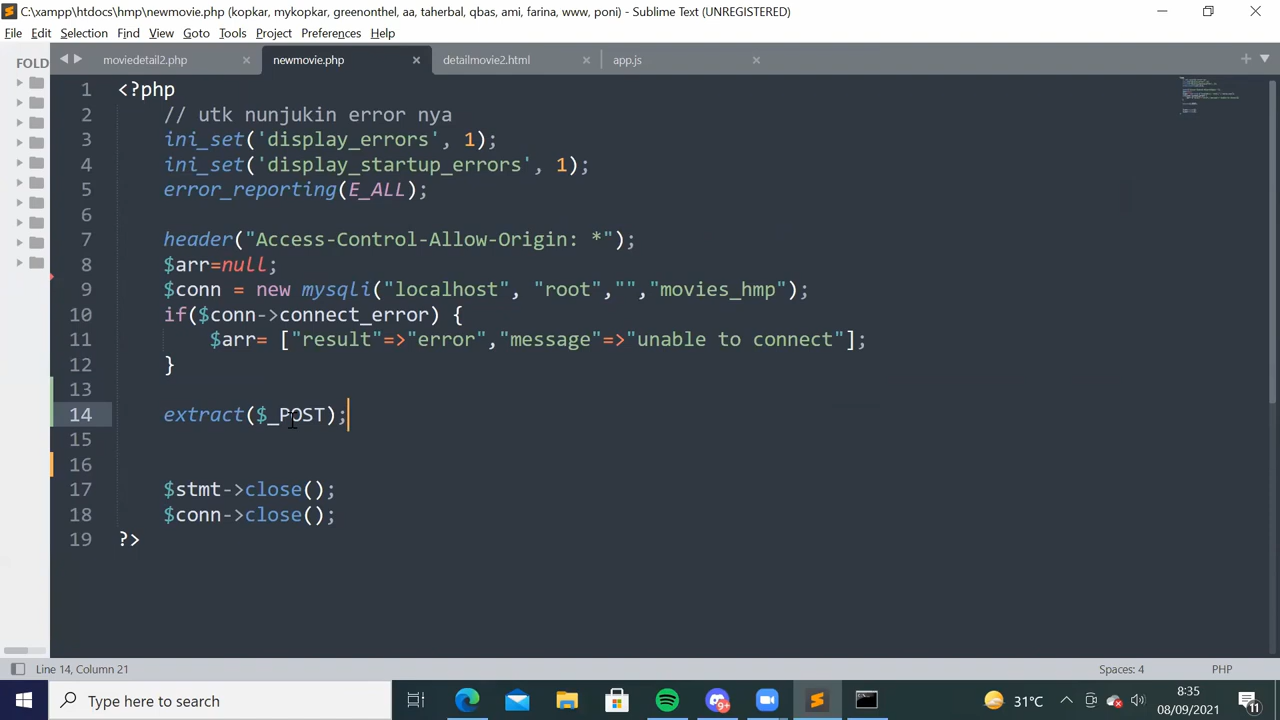 C:\xampp\htdocs\hmp\newmovie.php (kopkar, mykopkar, greenonthel, aa, taherbal, qbas, ami, farina, www, poni) - Sublime Text (UNREGISTERED)
File Edit Selection Find View Goto Tools Project Preferences Help
FOLD
moviedetail2.php newmovie.php detailmovie2.html app.js
1 <?php
2 // utk nunjukin error nya
3 ini_set('display_errors', 1);
4 ini_set('display_startup_errors', 1);
5 error_reporting(E_ALL);
6
7 header("Access-Control-Allow-Origin: *");
8 $arr=null;
9 $conn = new mysqli("localhost", "root","","movies_hmp");
10 if($conn->connect_error) {
11 $arr= ["result"=>"error","message"=>"unable to connect"];
12 }
13
14 extract($_POST);
15
16
17 $stmt->close();
18 $conn->close();
19 ?>
Line 14, Column 21 Spaces: 4 PHP
Type here to search 9+ 31°C 8:35
08/09/2021 11